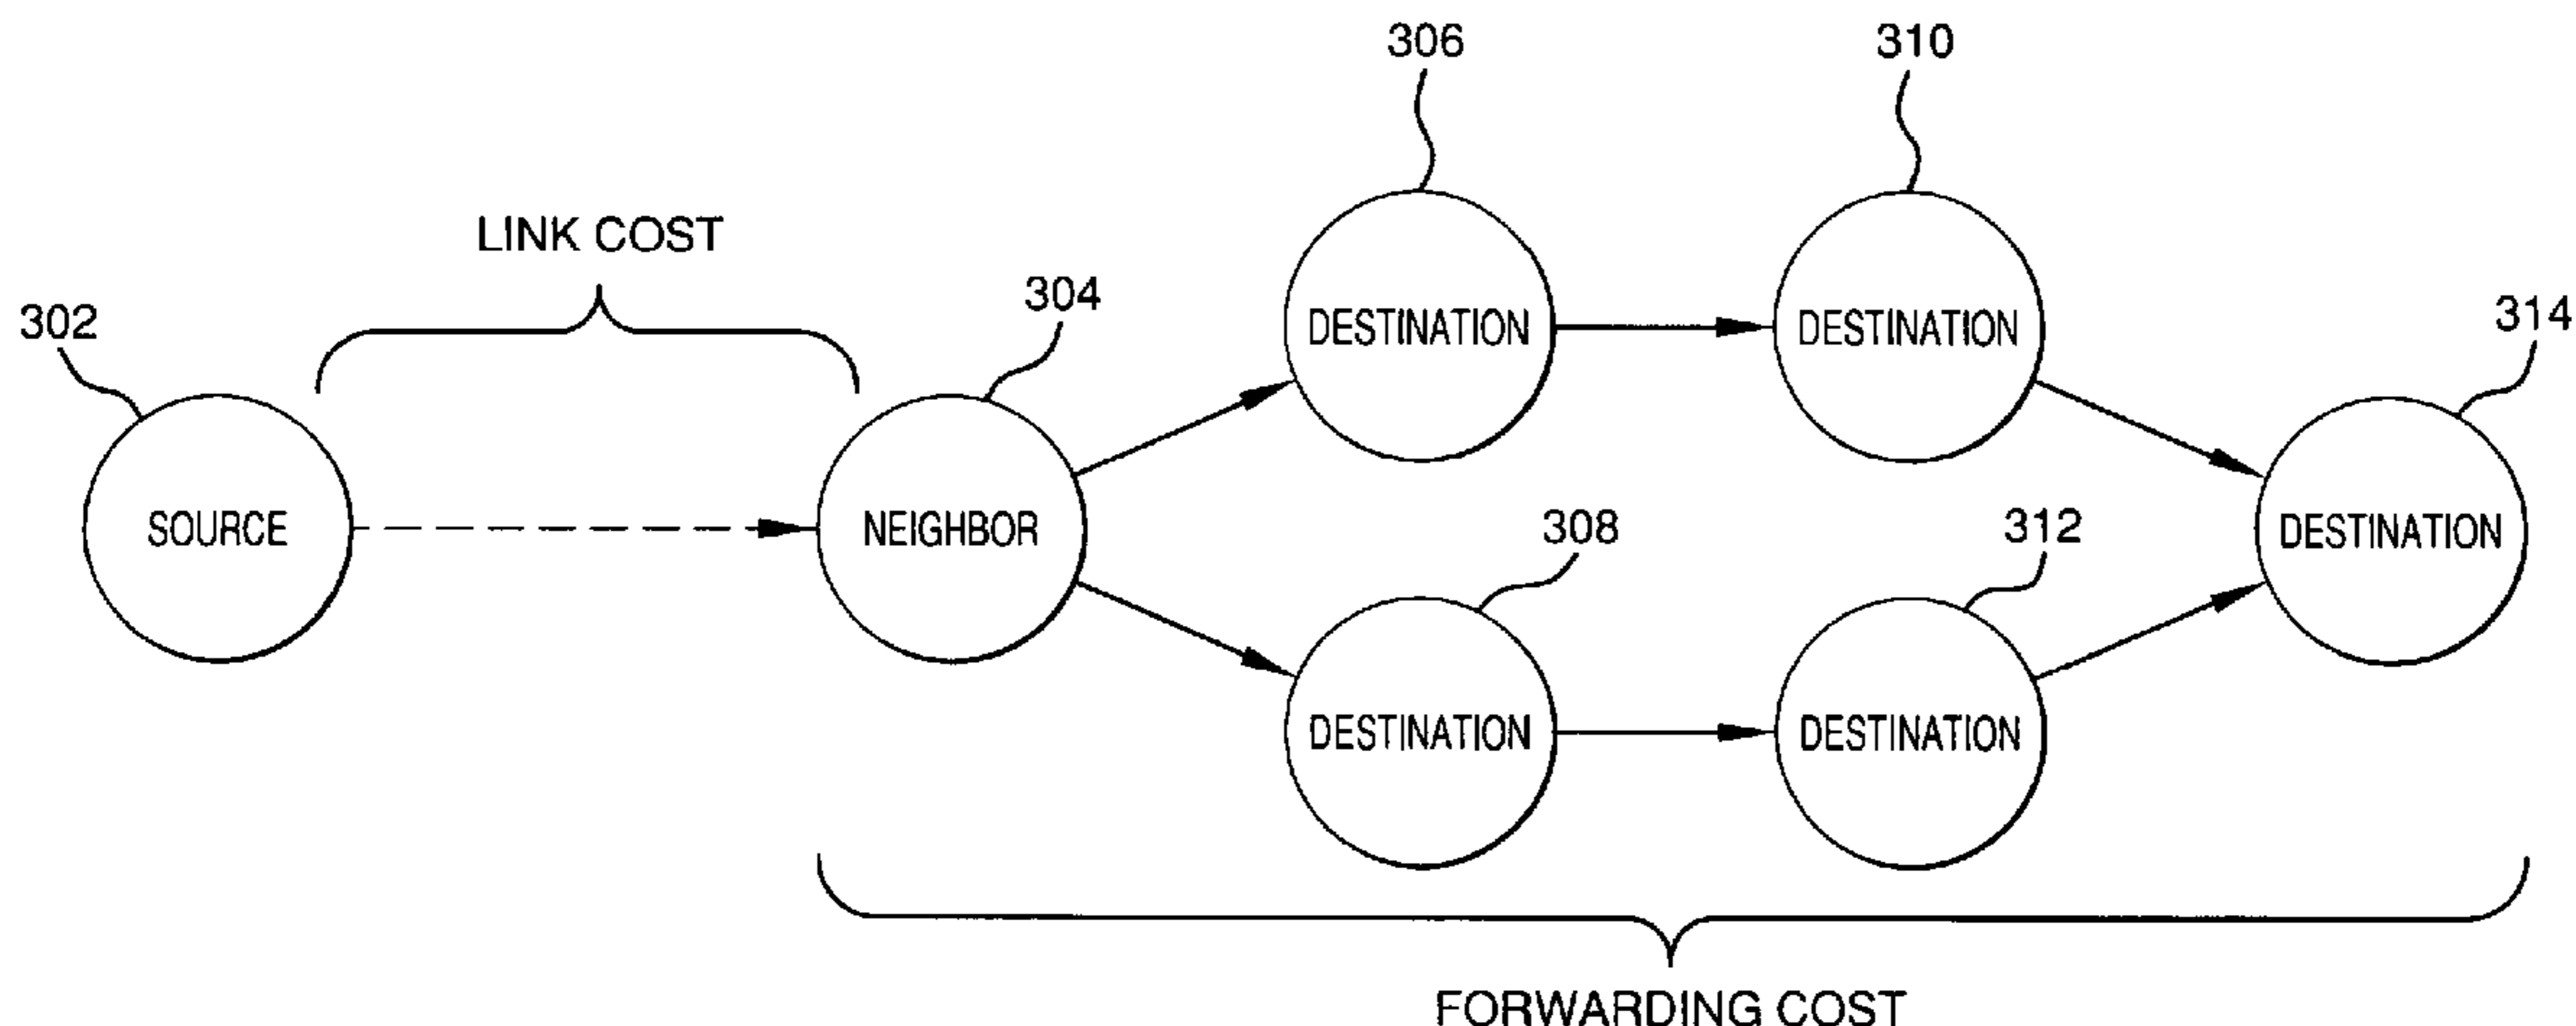 306
310
LINK COST
304
302
314
DESTINATION
DESTINATION
308
312
SOURCE
NEIGHBOR
DESTINATION
DESTINATION
DESTINATION
FORWARDING COST